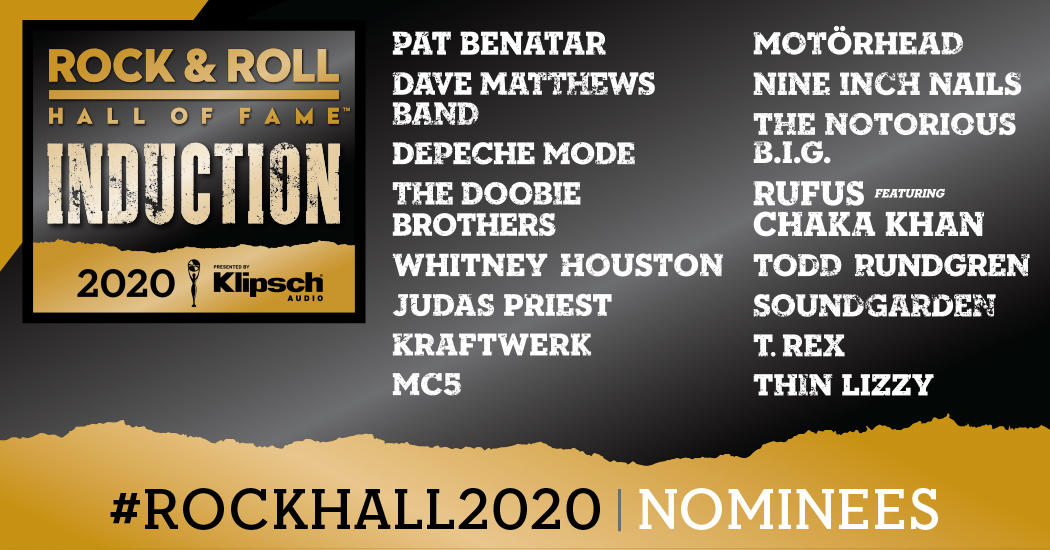 ROCK & ROLL
HALL OF FAME™
INDUCTION
2020
PRESENTED BY
Klipsch
AUDIO
PAT BENATAR
DAVE MATTHEWS
BAND
DEPECHE MODE
THE DOOBIE
BROTHERS
WHITNEY HOUSTON
JUDAS PRIEST
KRAFTWERK
MC5
MOTÖRHEAD
NINE INCH NAILS
THE NOTORIOUS
B.I.G.
RUFUS FEATURING
CHAKA KHAN
TODD RUNDGREN
SOUNDGARDEN
T. REX
THIN LIZZY
#ROCKHALL2020 | NOMINEES